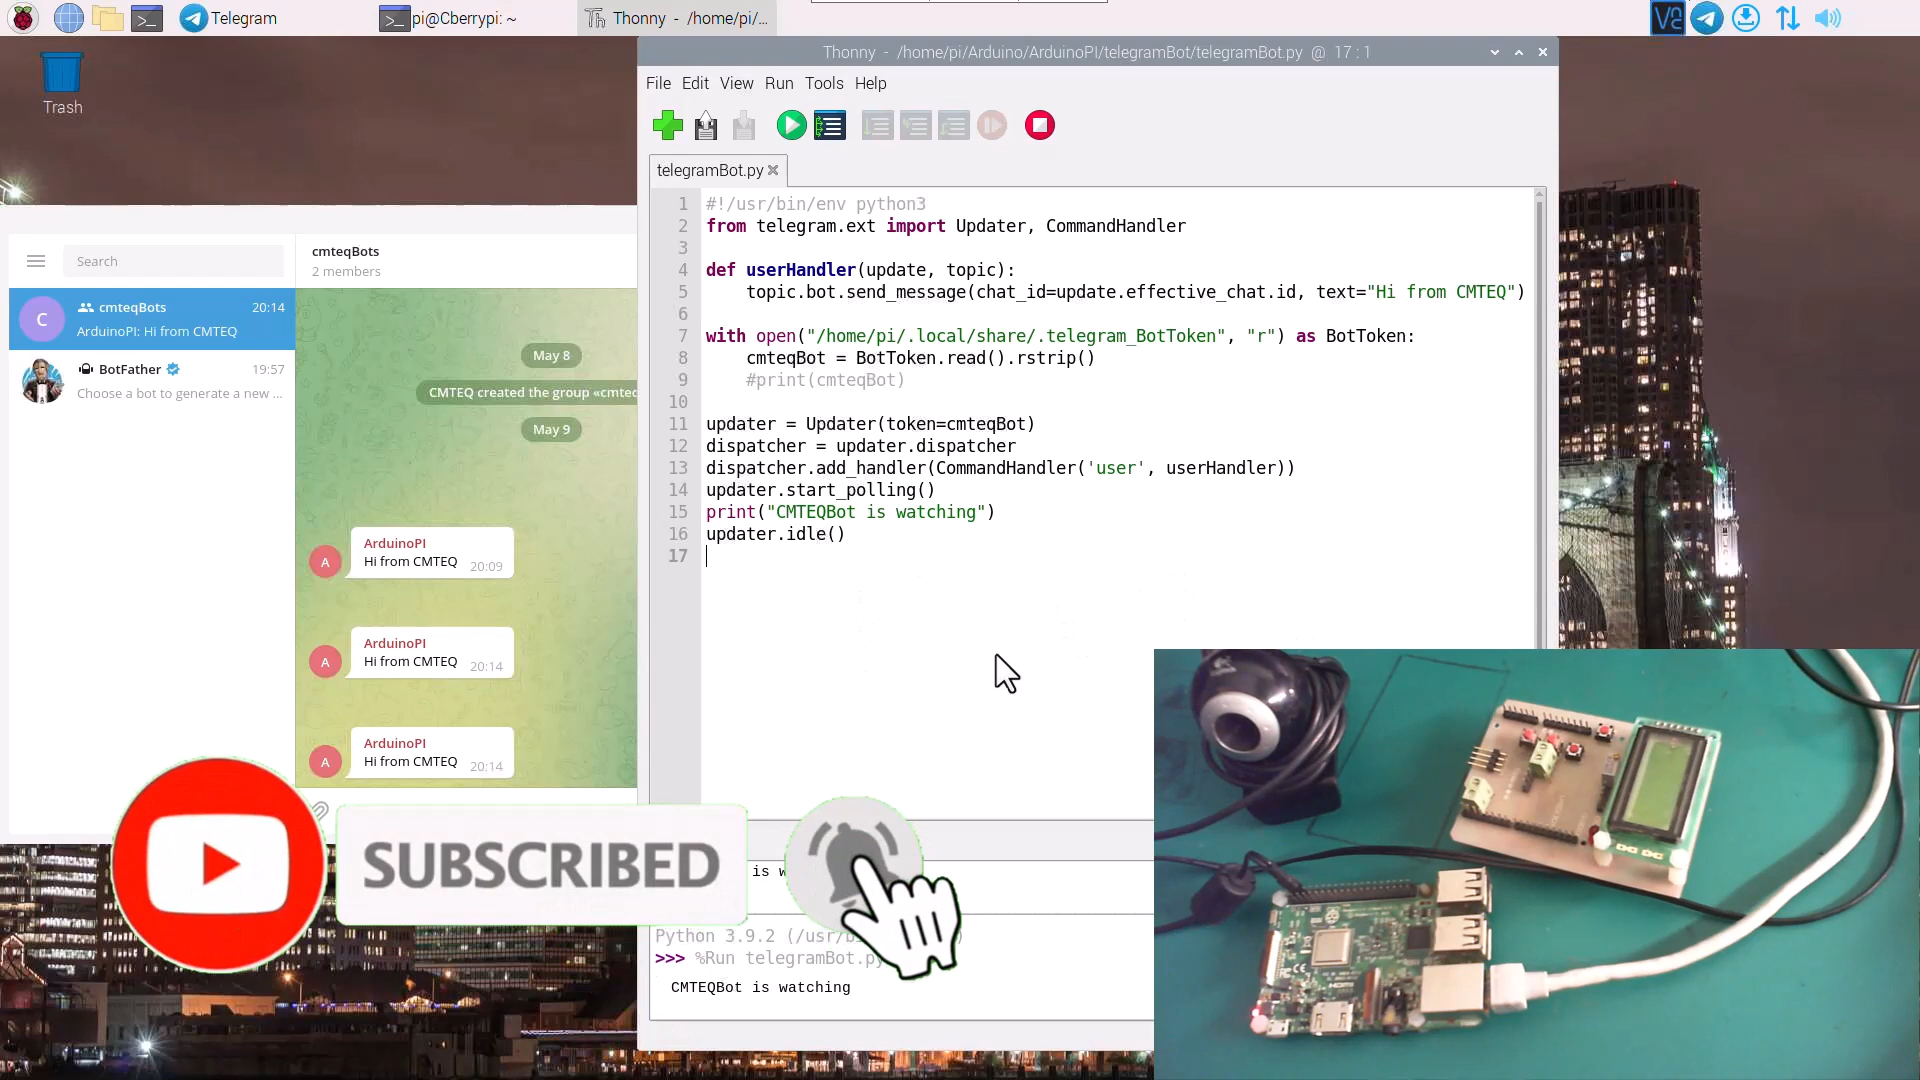 Telegram
pi@Cberrypi: ~
Thonny - /home/pi/...
Trash
Thonny - /home/pi/Arduino/ArduinoPI/telegramBot/telegramBot.py @ 17 : 1
File Edit View Run Tools Help
telegramBot.py
1 #!/usr/bin/env python3
2 from telegram.ext import Updater, CommandHandler
3
4 def userHandler(update, topic):
5 topic.bot.send_message(chat_id=update.effective_chat.id, text="Hi from CMTEQ")
6
7 with open("/home/pi/.local/share/.telegram_BotToken", "r") as BotToken:
8 cmteqBot = BotToken.read().rstrip()
9 #print(cmteqBot)
10
11 updater = Updater(token=cmteqBot)
12 dispatcher = updater.dispatcher
13 dispatcher.add_handler(CommandHandler('user', userHandler))
14 updater.start_polling()
15 print("CMTEQBot is watching")
16 updater.idle()
17
Search
cmteqBots
2 members
C
cmteqBots
20:14
ArduinoPI: Hi from CMTEQ
BotFather
19:57
Choose a bot to generate a new ...
May 8
CMTEQ created the group «cmteq
May 9
A
ArduinoPI
Hi from CMTEQ
20:09
A
ArduinoPI
Hi from CMTEQ
20:14
A
ArduinoPI
Hi from CMTEQ
20:14
SUBSCRIBED
is w
Python 3.9.2 (/usr/bi
>>> %Run telegramBot.py
CMTEQBot is watching